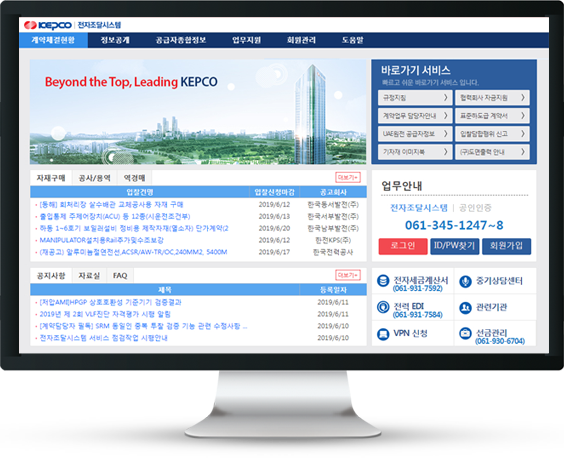 KEPCO 전자조달시스템
계약체결현황 정보공개 공급자종합정보 업무지원 회원관리 도움말
Beyond the Top, Leading KEPCO
바로가기 서비스
빠르고 쉬운 바로가기 서비스 입니다.
규정지침 > 협력회사 자금지원 >
계약업무 담당자안내 > 표준하도급 계약서 >
UAE원전 공급자정보 > 입찰담합행위 신고 >
기자재 이미지북 > (구)도면출력 안내 >
자재구매 공사/용역 역경매 더보기+
입찰건명 입찰신청마감 공고회사
[동해] 회처리장 살수배관 교체공사용 자재 구매 2019/6/12 한국동서발전(주)
출입통제 주제어장치(ACU) 등 12종(시운전조건부) 2019/6/13 한국서부발전(주)
하동 1~6호기 보일러설비 정비용 제작자재(열소자) 단가계약(2 2019/6/20 한국남부발전(주)
MANIPULATOR설치용Rail추가및수조보강 2019/6/12 한전KPS(주)
(재공고) 알루미늄절연전선,ACSR/AW-TR/OC,240MM2, 5400M 2019/6/17 한국전력공사
업무안내
전자조달시스템 | 공인인증
061-345-1247~8
로그인 ID/PW찾기 회원가입
공지사항 자료실 FAQ 더보기+
제목 등록일자
[저압AMI]HPGP 상호호환성 기준기기 검증결과 2019/6/11
2019년 제 2회 VLF진단 자격평가 시행 알림 2019/6/11
[계약담당자 필독] SRM 동일인 중복 투찰 검증 기능 관련 수정사항 ... 2019/6/10
전자조달시스템 서비스 점검작업 시행안내 2019/6/10
전자세금계산서
(061-931-7592)
중기상담센터
전력 EDI
(061-931-7584)
관련기관
VPN 신청
선금관리
(061-930-6704)